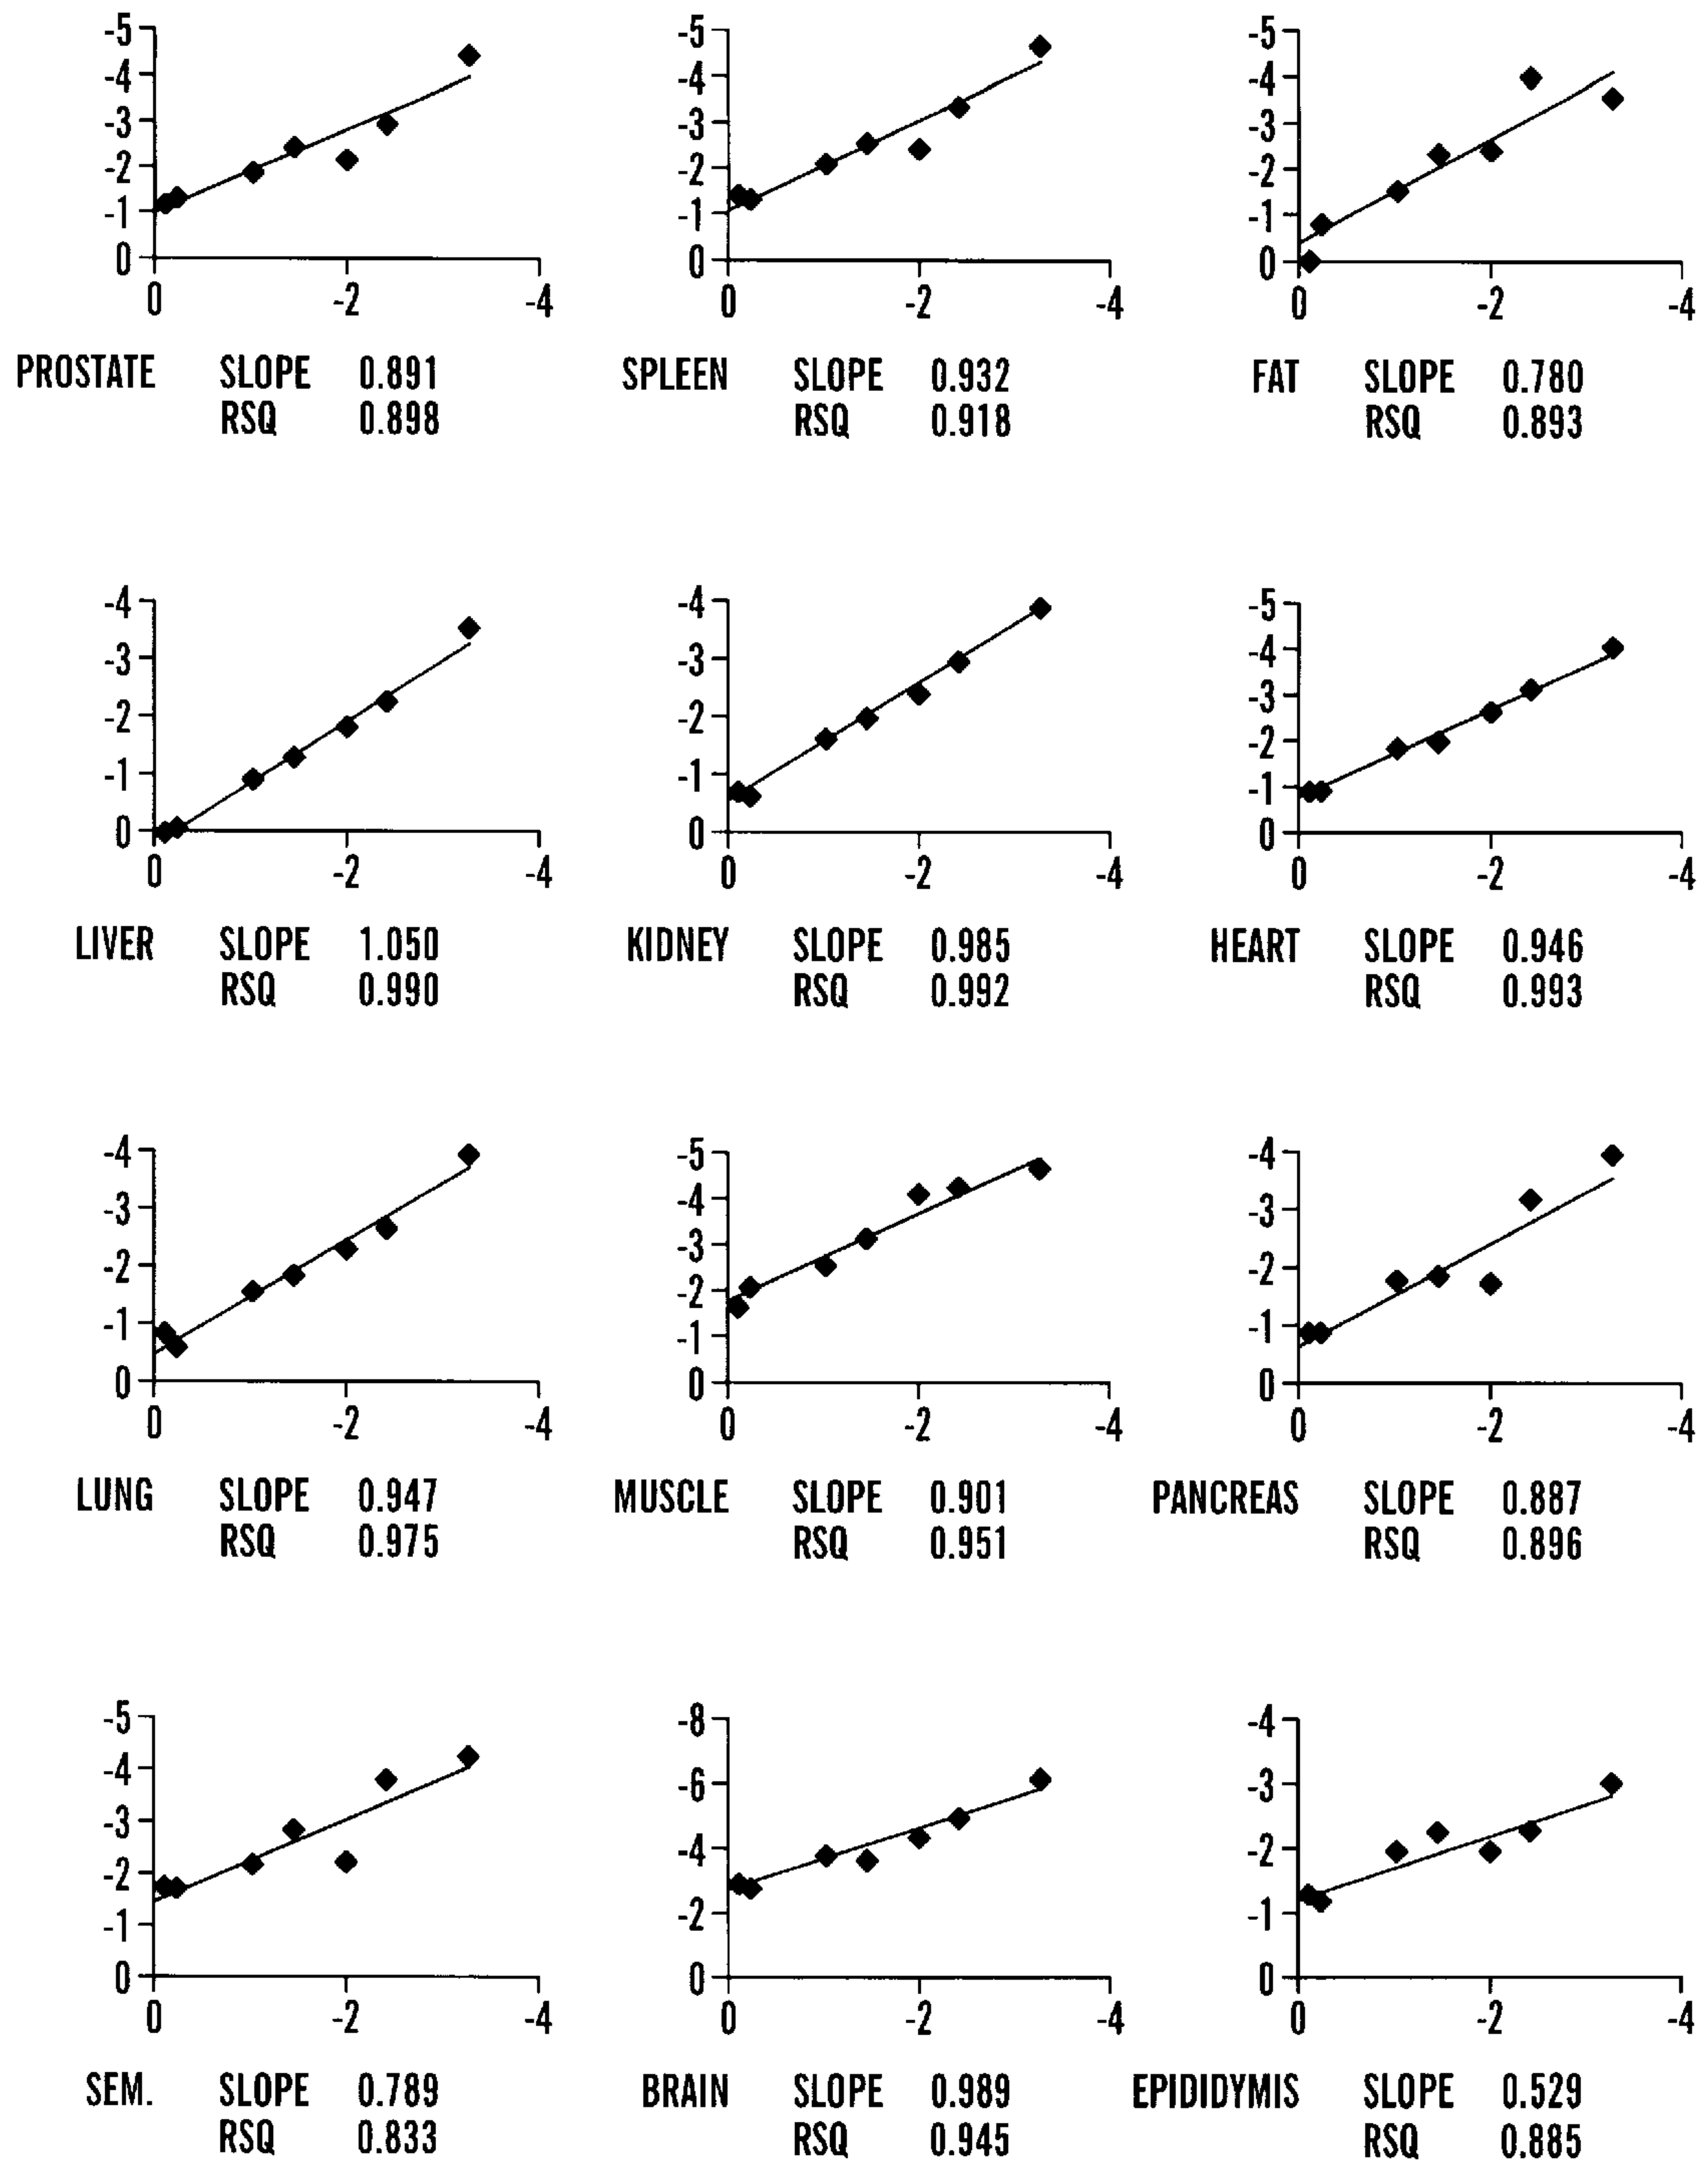 -5 -5 -5
-4 -4 -4
-3 -3 -3
-2 -2 -2
-1 -1 -1
0 0 0
0 -2 -4 0 -2 -4 0 -2 -4
PROSTATE SLOPE 0.891 SPLEEN SLOPE 0.932 FAT SLOPE 0.780
RSQ 0.898 RSQ 0.918 RSQ 0.893
-4 -4 -5
-3 -3 -4
-2 -2 -3
-1 -1 -2
0 0 -1
0
0 -2 -4 0 -2 -4 0 -2 -4
LIVER SLOPE 1.050 KIDNEY SLOPE 0.985 HEART SLOPE 0.946
RSQ 0.990 RSQ 0.992 RSQ 0.993
-4 -5 -4
-3 -4 -3
-2 -3 -2
-1 -2 -1
0 -1 0
0
0 -2 -4 0 -2 -4 0 -2 -4
LUNG SLOPE 0.947 MUSCLE SLOPE 0.901 PANCREAS SLOPE 0.887
RSQ 0.975 RSQ 0.951 RSQ 0.896
-5 -8 -4
-4 -6 -3
-3 -4 -2
-2 -2 -1
-1 0 0
0
0 -2 -4 0 -2 -4 0 -2 -4
SEM. SLOPE 0.789 BRAIN SLOPE 0.989 EPIDIDYMIS SLOPE 0.529
RSQ 0.833 RSQ 0.945 RSQ 0.885